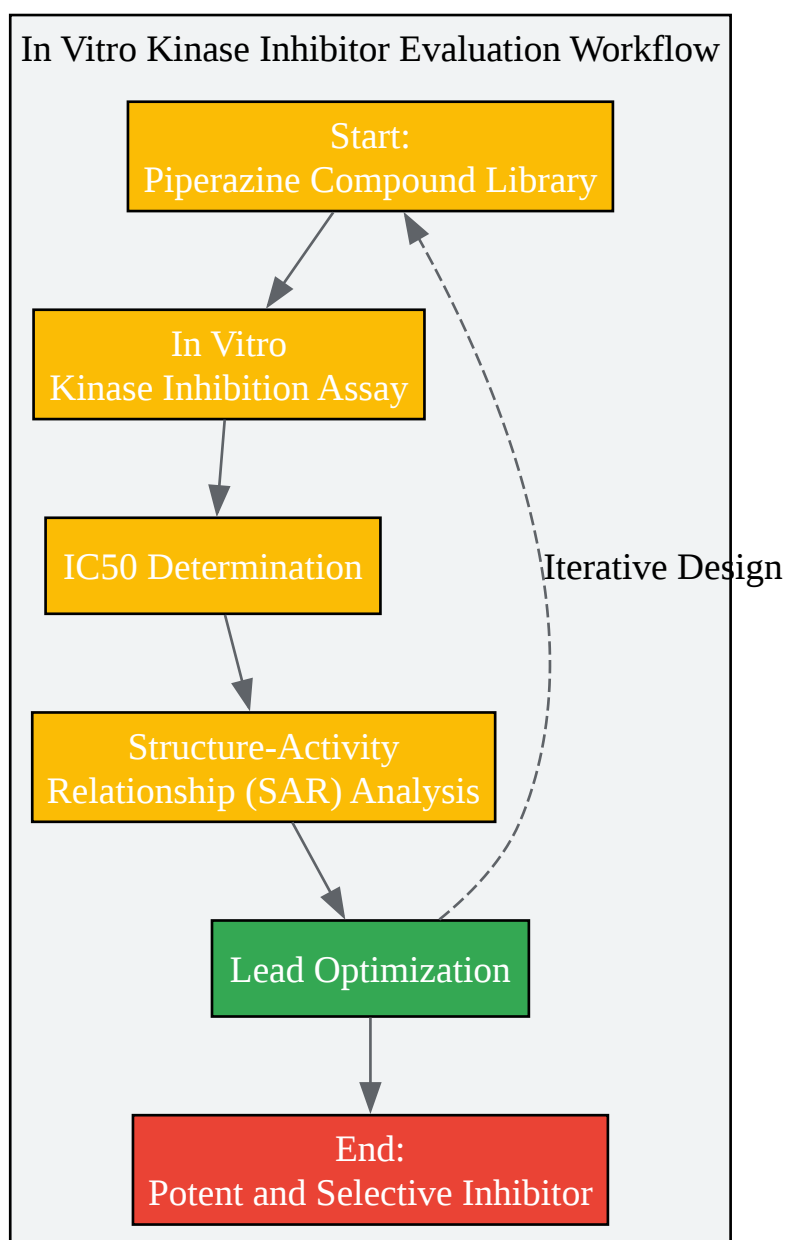 In Vitro Kinase Inhibitor Evaluation Workflow
Start:
Piperazine Compound Library
In Vitro
Kinase Inhibition Assay
IC50 Determination
Iterative Design
Structure-Activity
Relationship (SAR) Analysis
Lead Optimization
End:
Potent and Selective Inhibitor